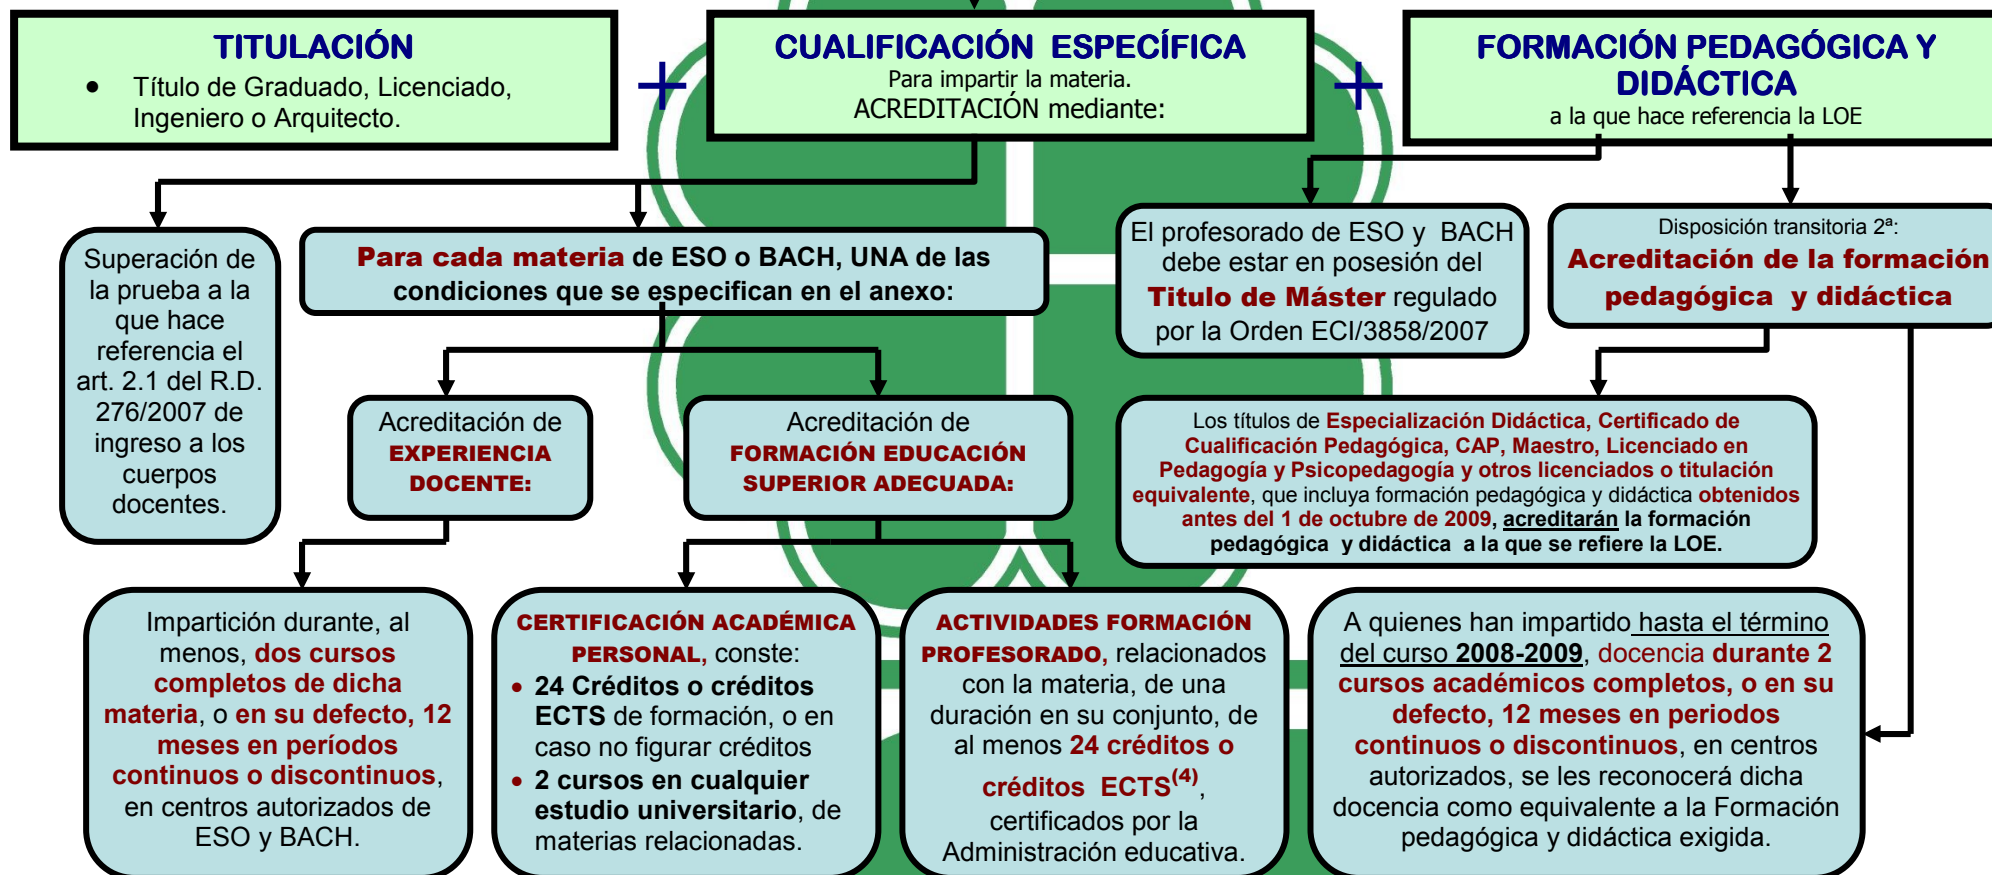 TITULACIÓN
• Título de Graduado, Licenciado,
Ingeniero o Arquitecto.
+
CUALIFICACIÓN ESPECÍFICA
Para impartir la materia.
ACREDITACIÓN mediante:
+
FORMACIÓN PEDAGÓGICA Y
DIDÁCTICA
a la que hace referencia la LOE
Superación de
la prueba a la
que hace
referencia el
art. 2.1 del R.D.
276/2007 de
ingreso a los
cuerpos
docentes.
Para cada materia de ESO o BACH, UNA de las
condiciones que se especifican en el anexo:
El profesorado de ESO y BACH
debe estar en posesión del
Titulo de Máster regulado
por la Orden ECI/3858/2007
Disposición transitoria 2ª:
Acreditación de la formación
pedagógica y didáctica
Acreditación de
EXPERIENCIA
DOCENTE:
Acreditación de
FORMACIÓN EDUCACIÓN
SUPERIOR ADECUADA:
Los títulos de Especialización Didáctica, Certificado de
Cualificación Pedagógica, CAP, Maestro, Licenciado en
Pedagogía y Psicopedagogía y otros licenciados o titulación
equivalente, que incluya formación pedagógica y didáctica obtenidos
antes del 1 de octubre de 2009, acreditarán la formación
pedagógica y didáctica a la que se refiere la LOE.
Impartición durante, al
menos, dos cursos
completos de dicha
materia, o en su defecto, 12
meses en períodos
continuos o discontinuos,
en centros autorizados de
ESO y BACH.
CERTIFICACIÓN ACADÉMICA
PERSONAL, conste:
• 24 Créditos o créditos
ECTS de formación, o en
caso no figurar créditos
• 2 cursos en cualquier
estudio universitario, de
materias relacionadas.
ACTIVIDADES FORMACIÓN
PROFESORADO, relacionados
con la materia, de una
duración en su conjunto, de
al menos 24 créditos o
créditos ECTS(4),
certificados por la
Administración educativa.
A quienes han impartido hasta el término
del curso 2008-2009, docencia durante 2
cursos académicos completos, o en su
defecto, 12 meses en periodos
continuos o discontinuos, en centros
autorizados, se les reconocerá dicha
docencia como equivalente a la Formación
pedagógica y didáctica exigida.